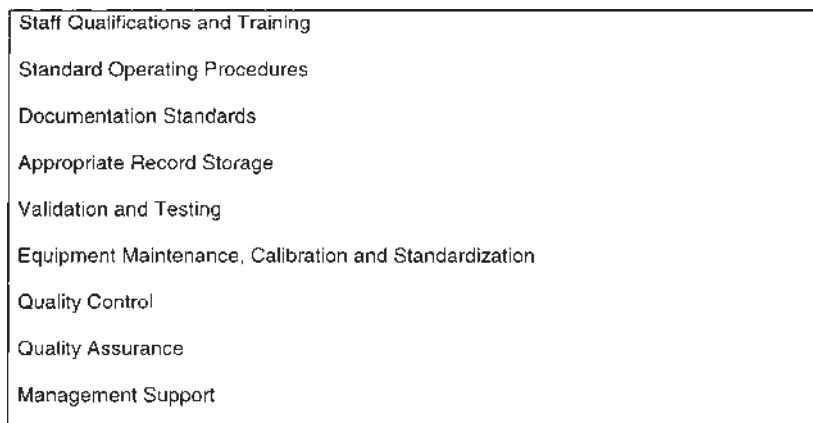 Staff Qualifications and Training
Standard Operating Procedures
Documentation Standards
Appropriate Record Storage
Validation and Testing
Equipment Maintenance, Calibration and Standardization
Quality Control
Quality Assurance
Management Support